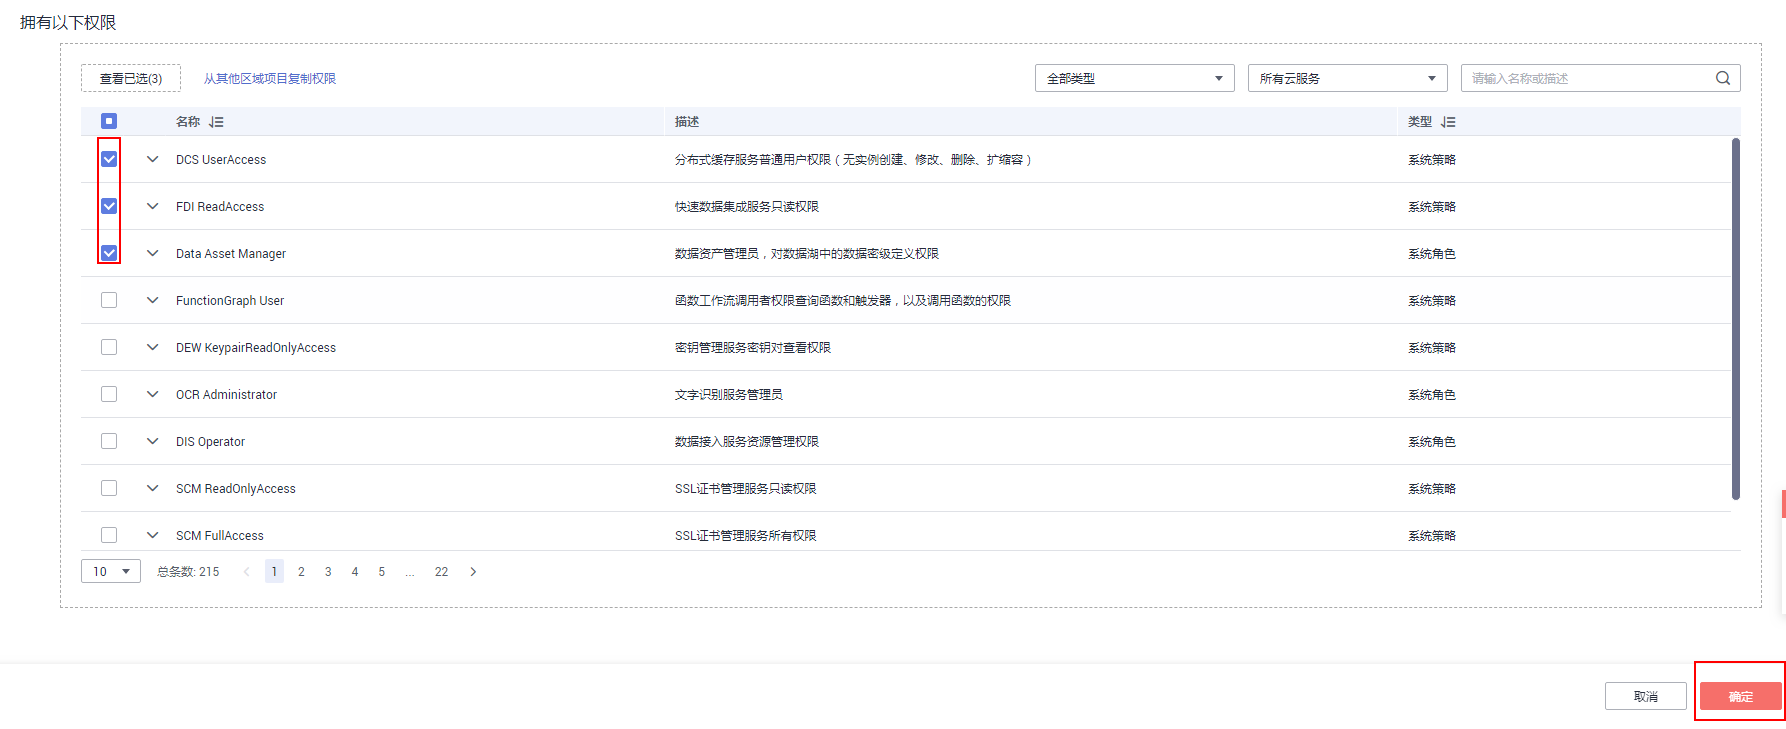 拥有以下权限
查看已选(3) 从其他区域项目复制权限 全部类型 所有云服务 请输入名称或描述
名称 描述 类型
DCS UserAccess 分布式缓存服务普通用户权限（无实例创建、修改、删除、扩缩容） 系统策略
FDI ReadAccess 快速数据集成服务只读权限 系统策略
Data Asset Manager 数据资产管理员，对数据湖中的数据密级定义权限 系统角色
FunctionGraph User 函数工作流调用者权限查询函数和触发器，以及调用函数的权限 系统策略
DEW KeypairReadOnlyAccess 密钥管理服务密钥对查看权限 系统策略
OCR Administrator 文字识别服务管理员 系统角色
DIS Operator 数据接入服务资源管理权限 系统角色
SCM ReadOnlyAccess SSL证书管理服务只读权限 系统策略
SCM FullAccess SSL证书管理服务所有权限 系统策略
10 总条数: 215 1 2 3 4 5 ... 22
取消 确定